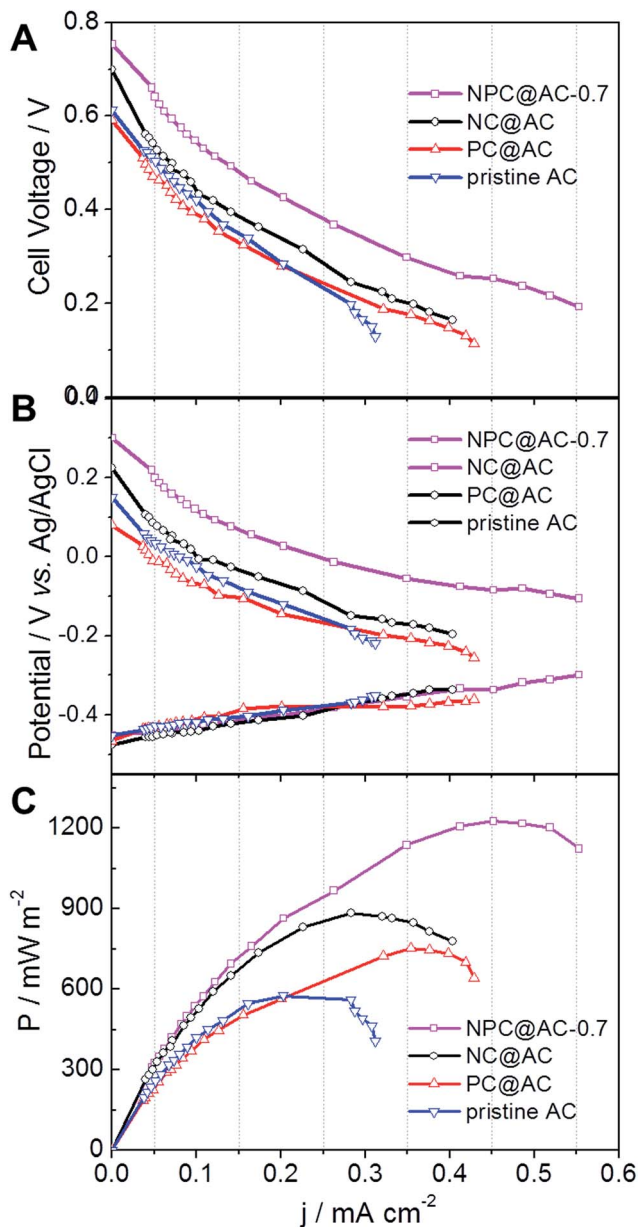 A
0.8
0.6
0.4
0.2
0.0
Cell Voltage / V
NPC@AC-0.7
NC@AC
PC@AC
pristine AC
B
0.4
0.2
0.0
-0.2
-0.4
Potential / V vs. Ag/AgCl
NPC@AC-0.7
NC@AC
PC@AC
pristine AC
C
1200
900
600
300
0
P / mW m-2
NPC@AC-0.7
NC@AC
PC@AC
pristine AC
0.0 0.1 0.2 0.3 0.4 0.5 0.6
j / mA cm-2